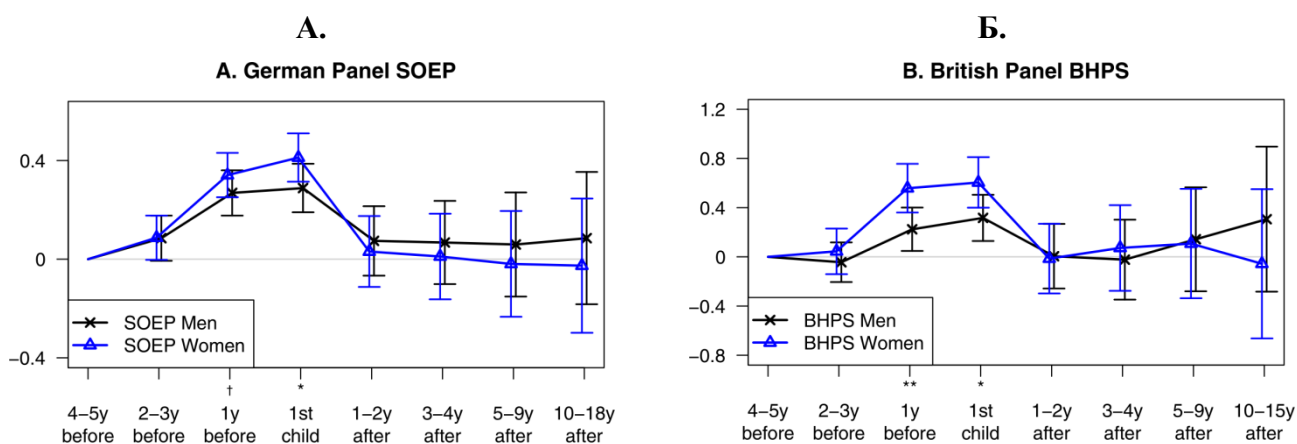 А.
A. German Panel SOEP
0.4
0
−0.4
SOEP Men
SOEP Women
†
*
4−5y before
2−3y before
1y before
1st child
1−2y after
3−4y after
5−9y after
10−18y after
Б.
B. British Panel BHPS
1.2
0.8
0.4
0
−0.4
−0.8
BHPS Men
BHPS Women
**
*
4−5y before
2−3y before
1y before
1st child
1−2y after
3−4y after
5−9y after
10−15y after